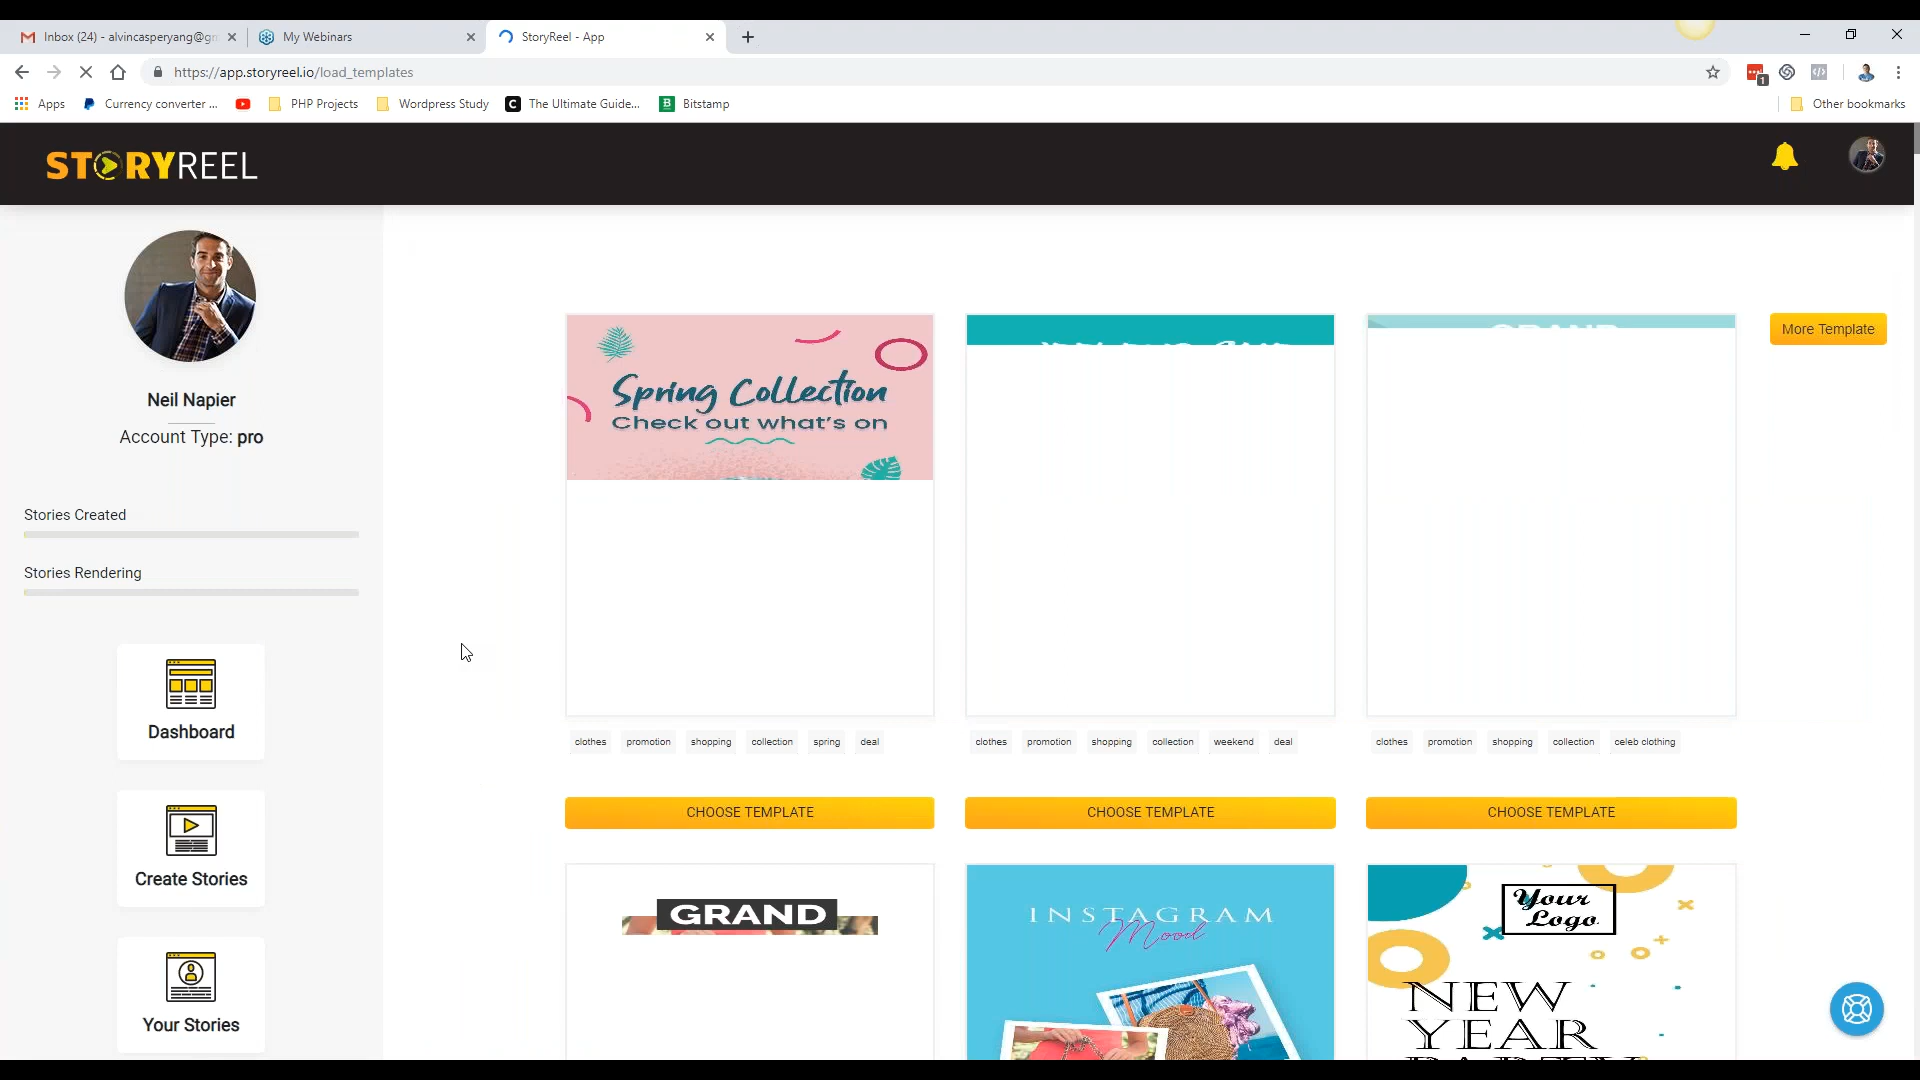 Inbox (24) - alvincasperyang@gr
My Webinars
StoryReel - App
https://app.storyreel.io/load_templates
1
Apps
Currency converter ...
PHP Projects
Wordpress Study
The Ultimate Guide...
Bitstamp
Other bookmarks
STORYREEL
Neil Napier
Account Type: pro
Stories Created
Stories Rendering
Dashboard
Create Stories
Your Stories
More Template
Spring Collection
Check out what's on
clothes promotion shopping collection spring deal
CHOOSE TEMPLATE
clothes promotion shopping collection weekend deal
CHOOSE TEMPLATE
GRAND
clothes promotion shopping collection celeb clothing
CHOOSE TEMPLATE
GRAND
INSTAGRAM
Mood
Your
Logo
NEW
YEAR
PARTY